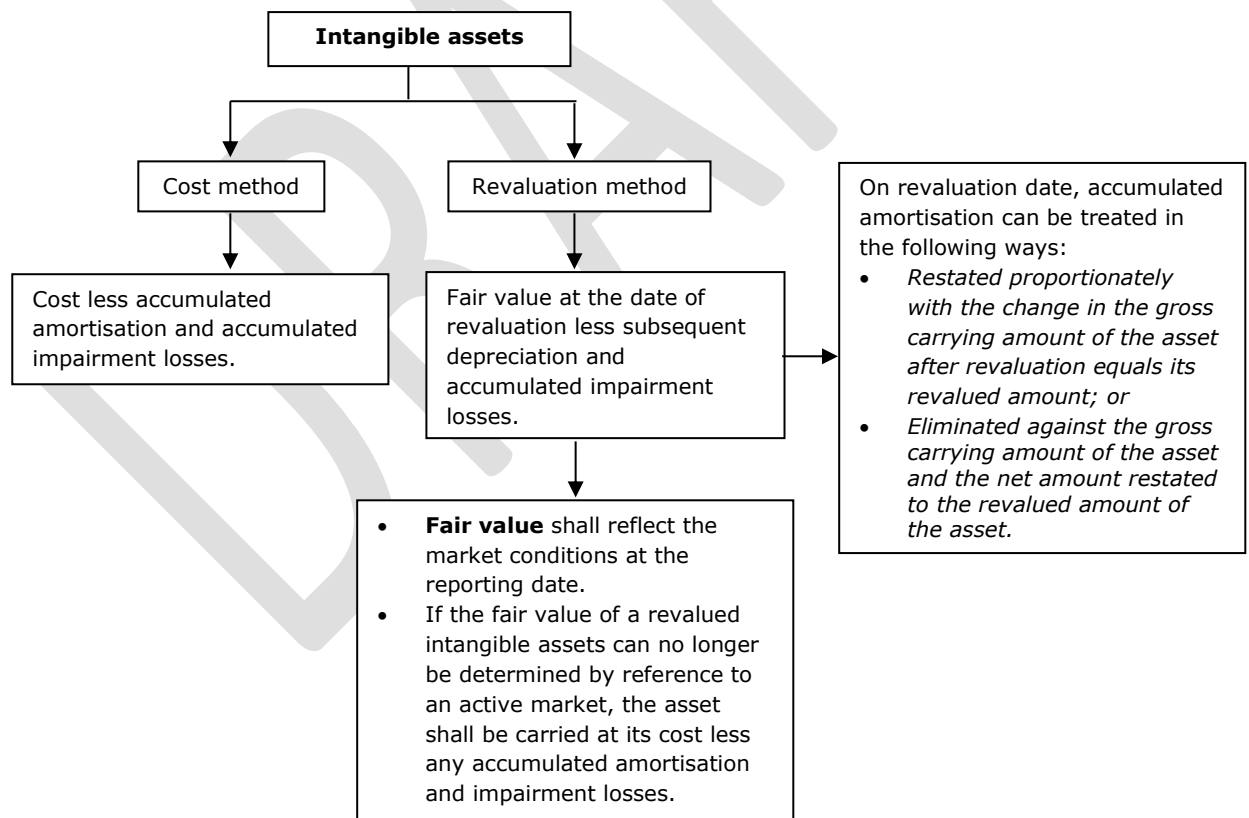 Intangible assets
Cost method
Revaluation method
Cost less accumulated
amortisation and accumulated
impairment losses.
Fair value at the date of
revaluation less subsequent
depreciation and
accumulated impairment
losses.
On revaluation date, accumulated
amortisation can be treated in
the following ways:
• Restated proportionately
with the change in the gross
carrying amount of the asset
after revaluation equals its
revalued amount; or
• Eliminated against the gross
carrying amount of the asset
and the net amount restated
to the revalued amount of
the asset.
• Fair value shall reflect the
market conditions at the
reporting date.
• If the fair value of a revalued
intangible assets can no longer
be determined by reference to
an active market, the asset
shall be carried at its cost less
any accumulated amortisation
and impairment losses.